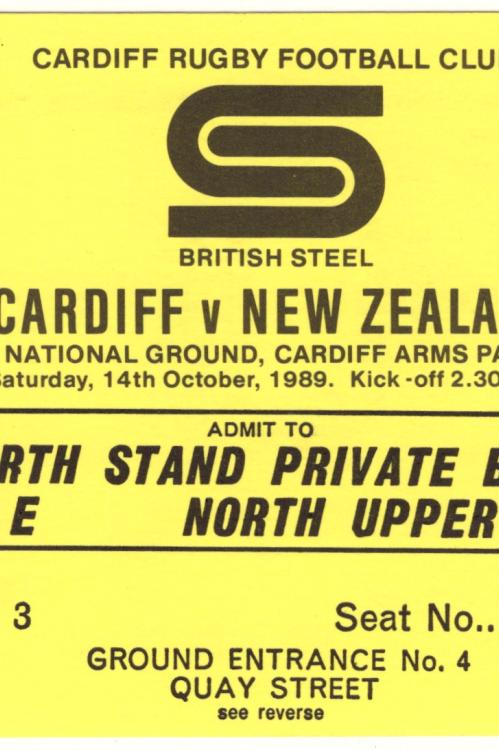 CARDIFF RUGBY FOOTBALL CLU
BRITISH STEEL
CARDIFF v NEW ZEALA
NATIONAL GROUND, CARDIFF ARMS PA
aturday, 14th October, 1989. Kick-off 2.30
ADMIT TO
RTH STAND PRIVATE B
E NORTH UPPER
3 Seat No..
GROUND ENTRANCE No. 4
QUAY STREET
see reverse